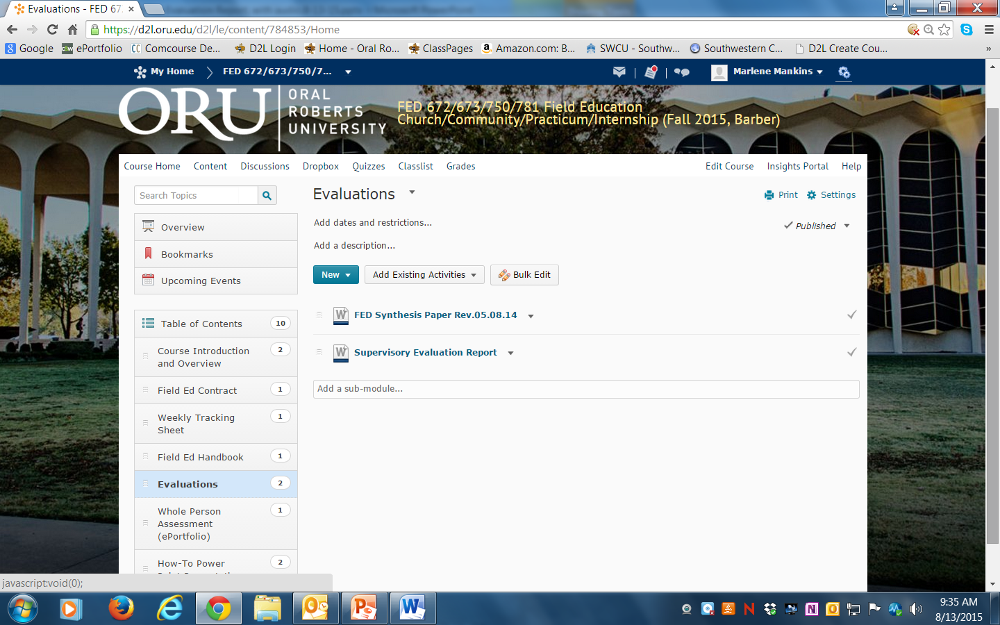 Evaluations - FED 67
https://d2l.oru.edu/d2l/le/content/784853/Home
Google ePortfolio Comcourse De... D2L Login Home - Oral Ro... ClassPages Amazon.com: B... SWCU - Southw... Southwestern C... D2L Create Cou... »
My Home FED 672/673/750/7... Marlene Mankins
ORU ORAL
ROBERTS
UNIVERSITY
FED 672/673/750/781 Field Education
Church/Community/Practicum/Internship (Fall 2015, Barber)
Course Home Content Discussions Dropbox Quizzes Classlist Grades Edit Course Insights Portal Help
Search Topics
Overview
Bookmarks
Upcoming Events
Table of Contents 10
Course Introduction 2
and Overview
Field Ed Contract 1
Weekly Tracking 1
Sheet
Field Ed Handbook 1
Evaluations 2
Whole Person 1
Assessment
(ePortfolio)
How-To Power 2
Evaluations
Print Settings
Add dates and restrictions...
Published
Add a description...
New Add Existing Activities Bulk Edit
FED Synthesis Paper Rev.05.08.14
Supervisory Evaluation Report
Add a sub-module...
javascript:void(0);
9:35 AM
8/13/2015